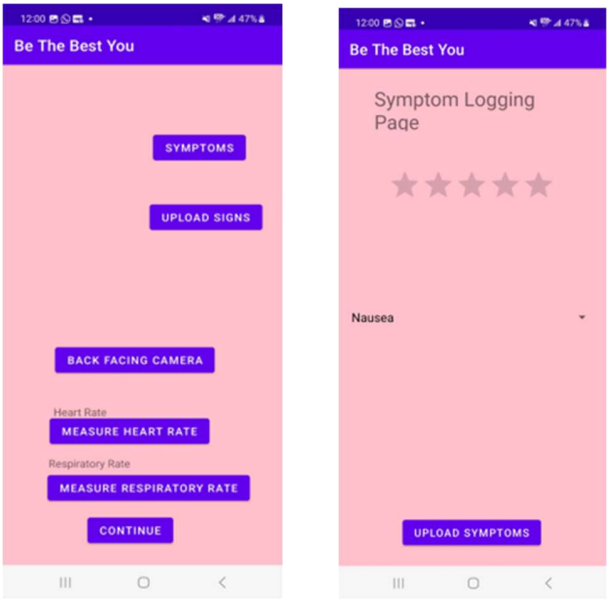 12:00
47%
Be The Best You
SYMPTOMS
UPLOAD SIGNS
BACK FACING CAMERA
Heart Rate
MEASURE HEART RATE
Respiratory Rate
MEASURE RESPIRATORY RATE
CONTINUE
12:00
47%
Be The Best You
Symptom Logging
Page
Nausea
UPLOAD SYMPTOMS